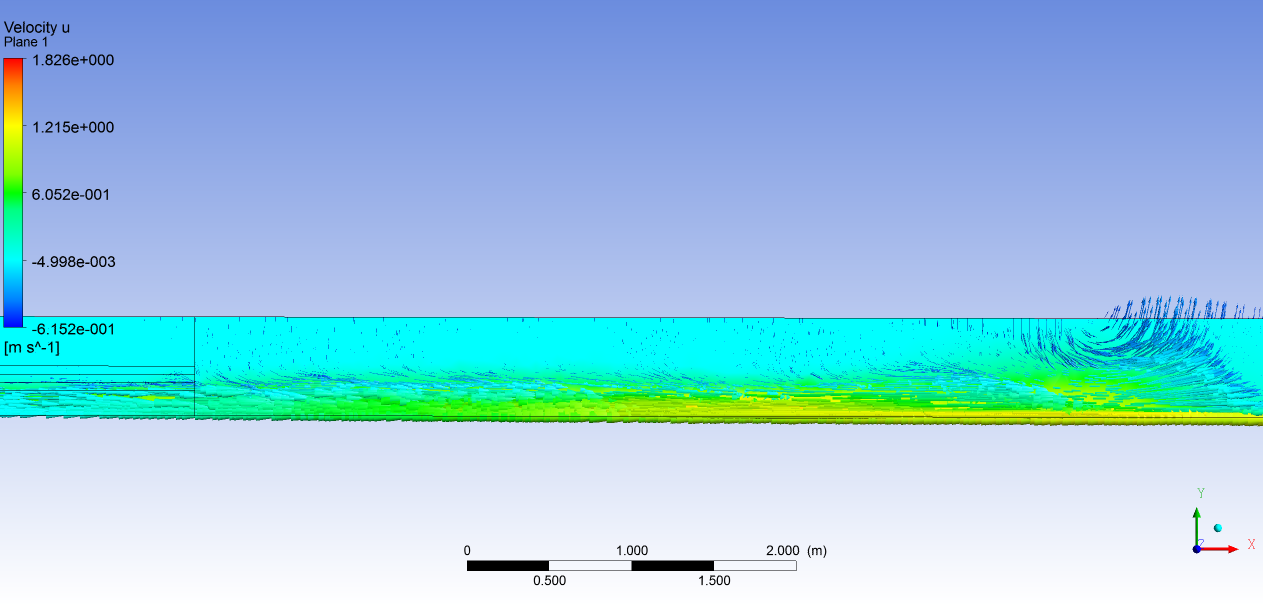 Velocity u
Plane 1
1.826e+000
1.215e+000
6.052e-001
-4.998e-003
-6.152e-001
[m s^-1]
0 1.000 2.000 (m)
0.500 1.500
Y
Z X